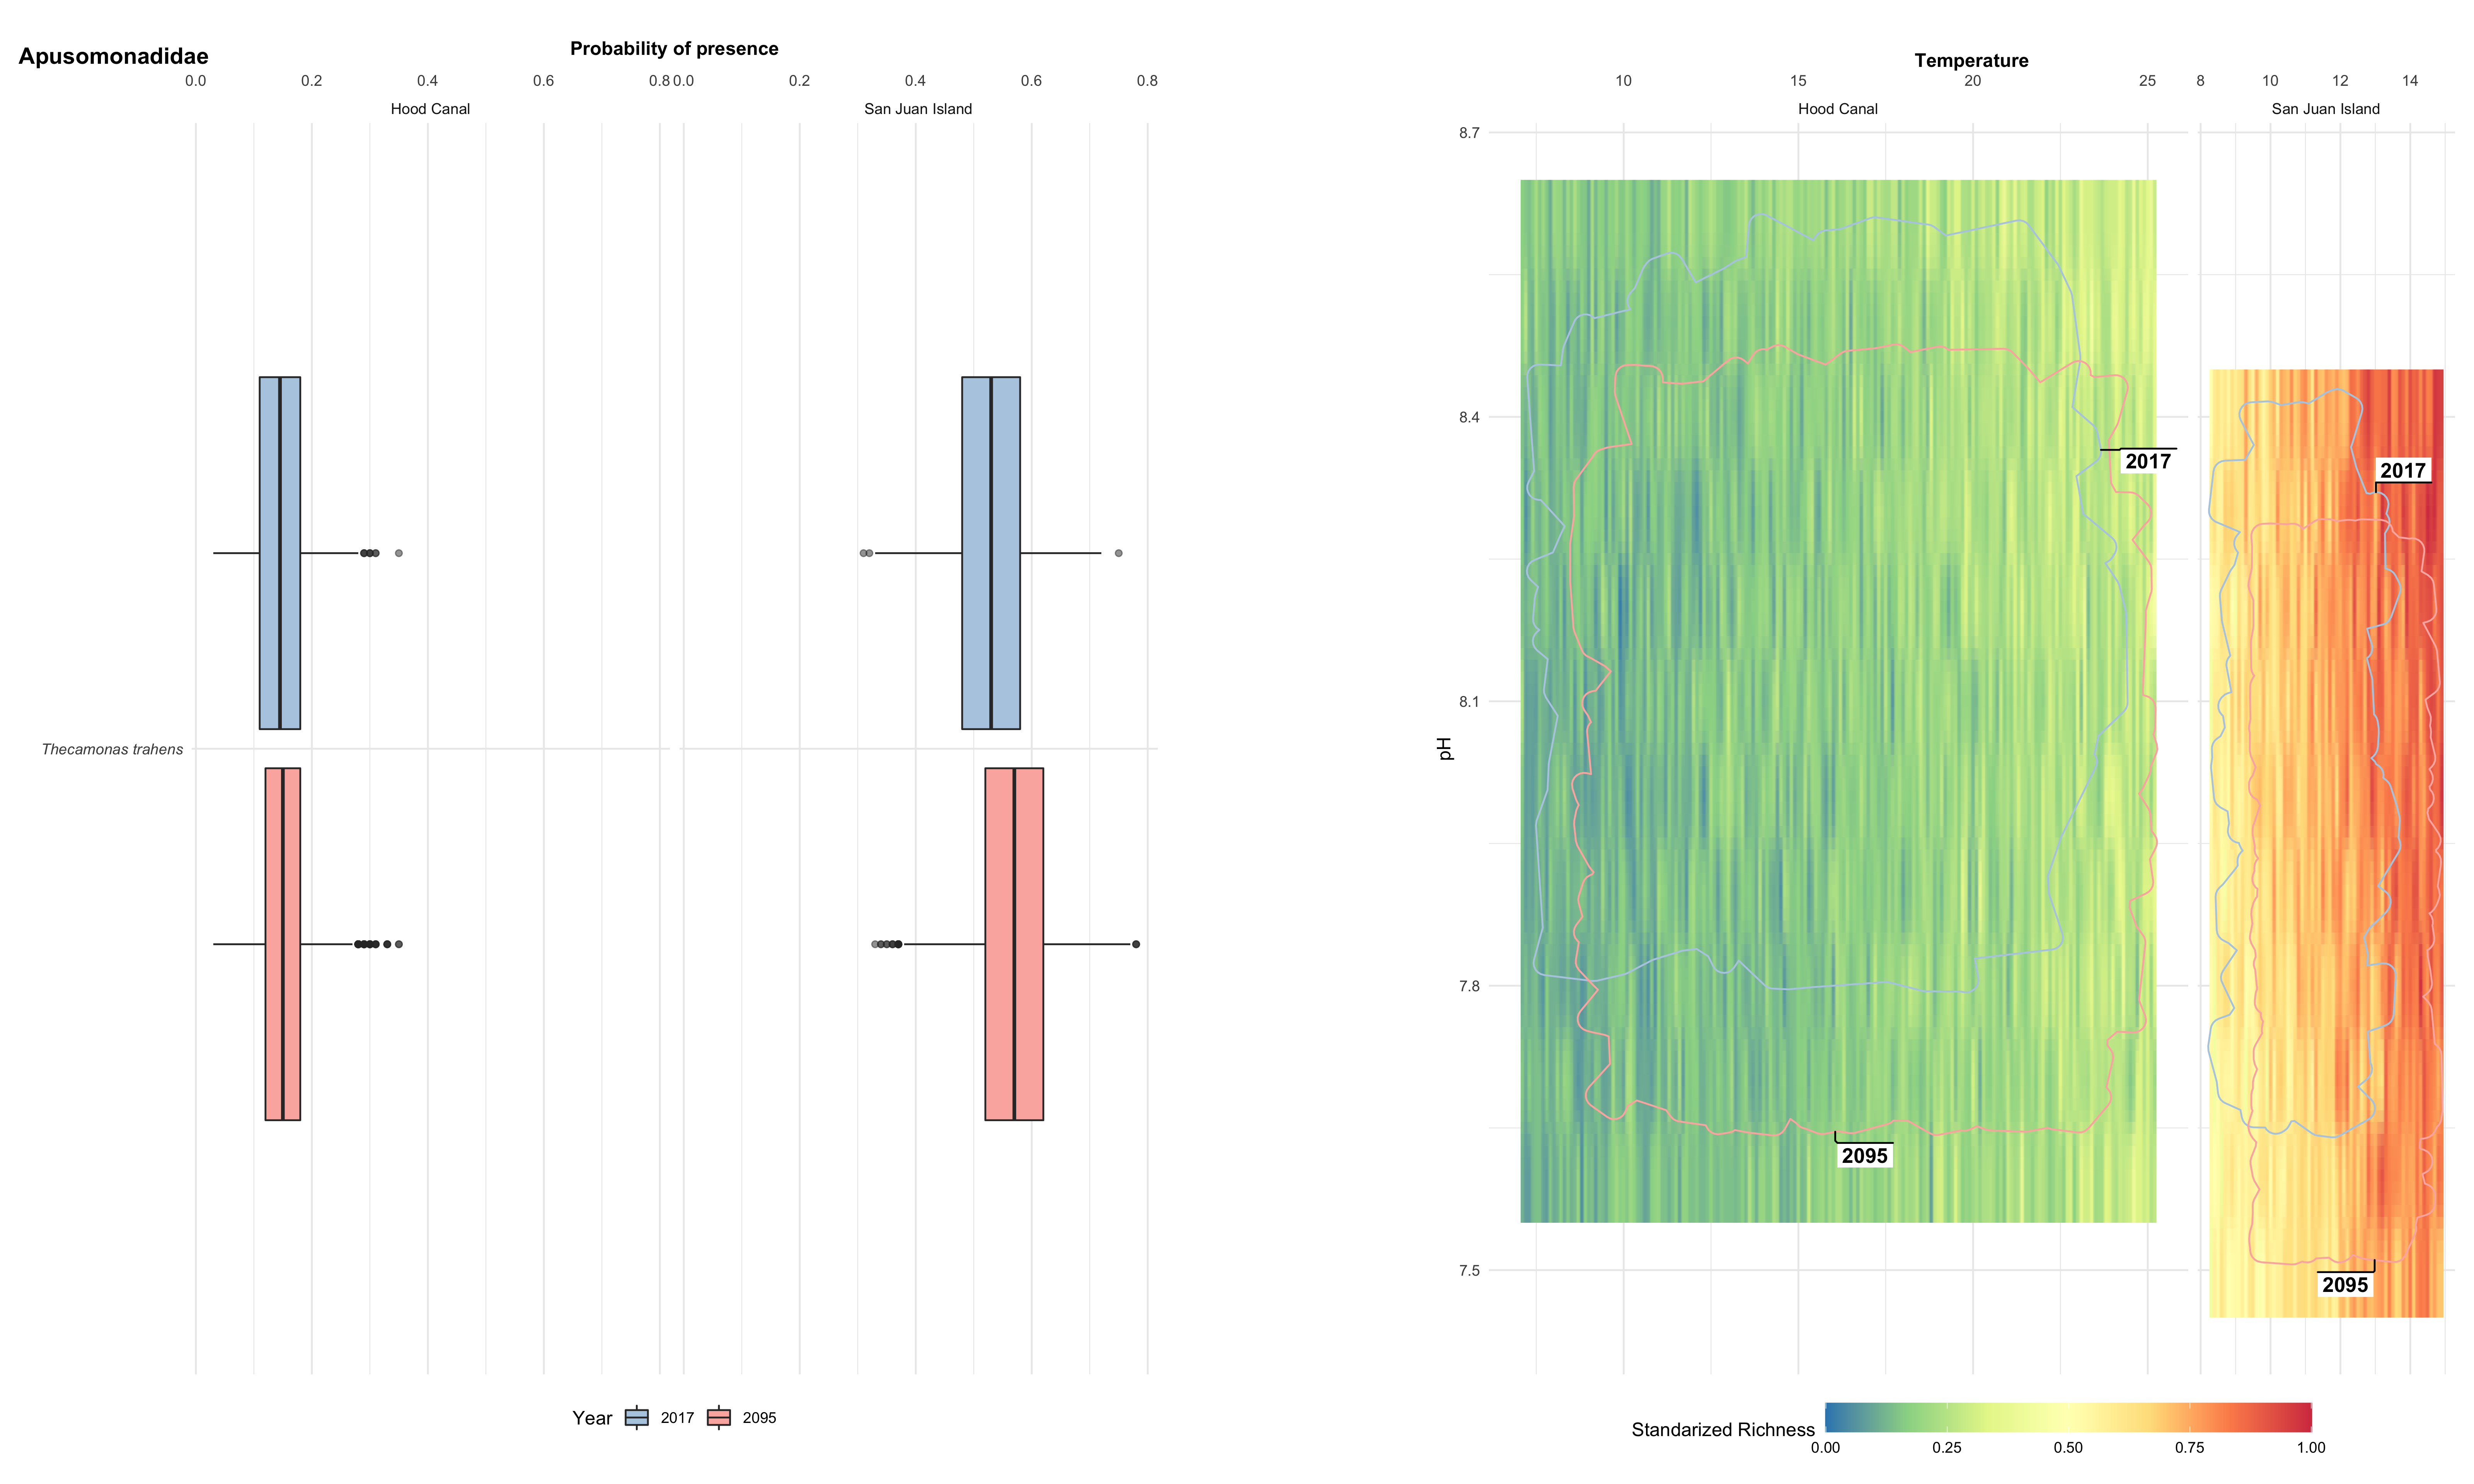 Apusomonadidae
Probability of presence
0.0 0.2 0.4 0.6 0.8 0.0 0.2 0.4 0.6 0.8
Hood Canal San Juan Island
Thecamonas trahens
Year 2017 2095
Temperature
10 15 20 25 8 10 12 14
Hood Canal San Juan Island
8.7
8.4
2017
2017
8.1
pH
7.8
2095
7.5
2095
Standarized Richness
0.00 0.25 0.50 0.75 1.00